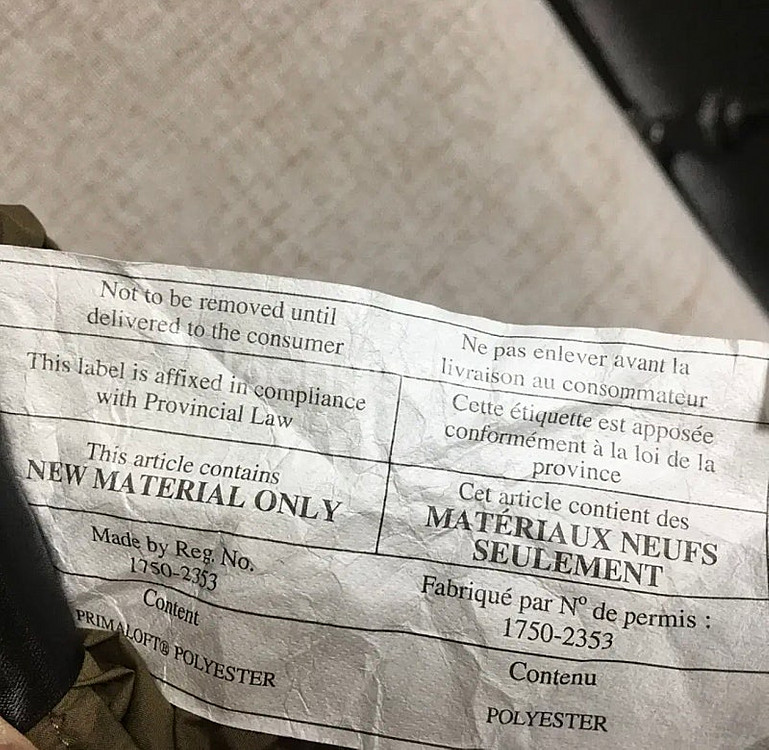 Not to be removed until
delivered to the consumer
Ne pas enlever avant la
livraison au consommateur
This label is affixed in compliance
with Provincial Law
Cette étiquette est apposée
conformément à la loi de la
province
This article contains
NEW MATERIAL ONLY
Cet article contient des
MATÉRIAUX NEUFS
SEULEMENT
Made by Reg. No.
1750-2353
Fabriqué par Nº de permis :
1750-2353
Content
PRIMALOFT® POLYESTER
Contenu
POLYESTER